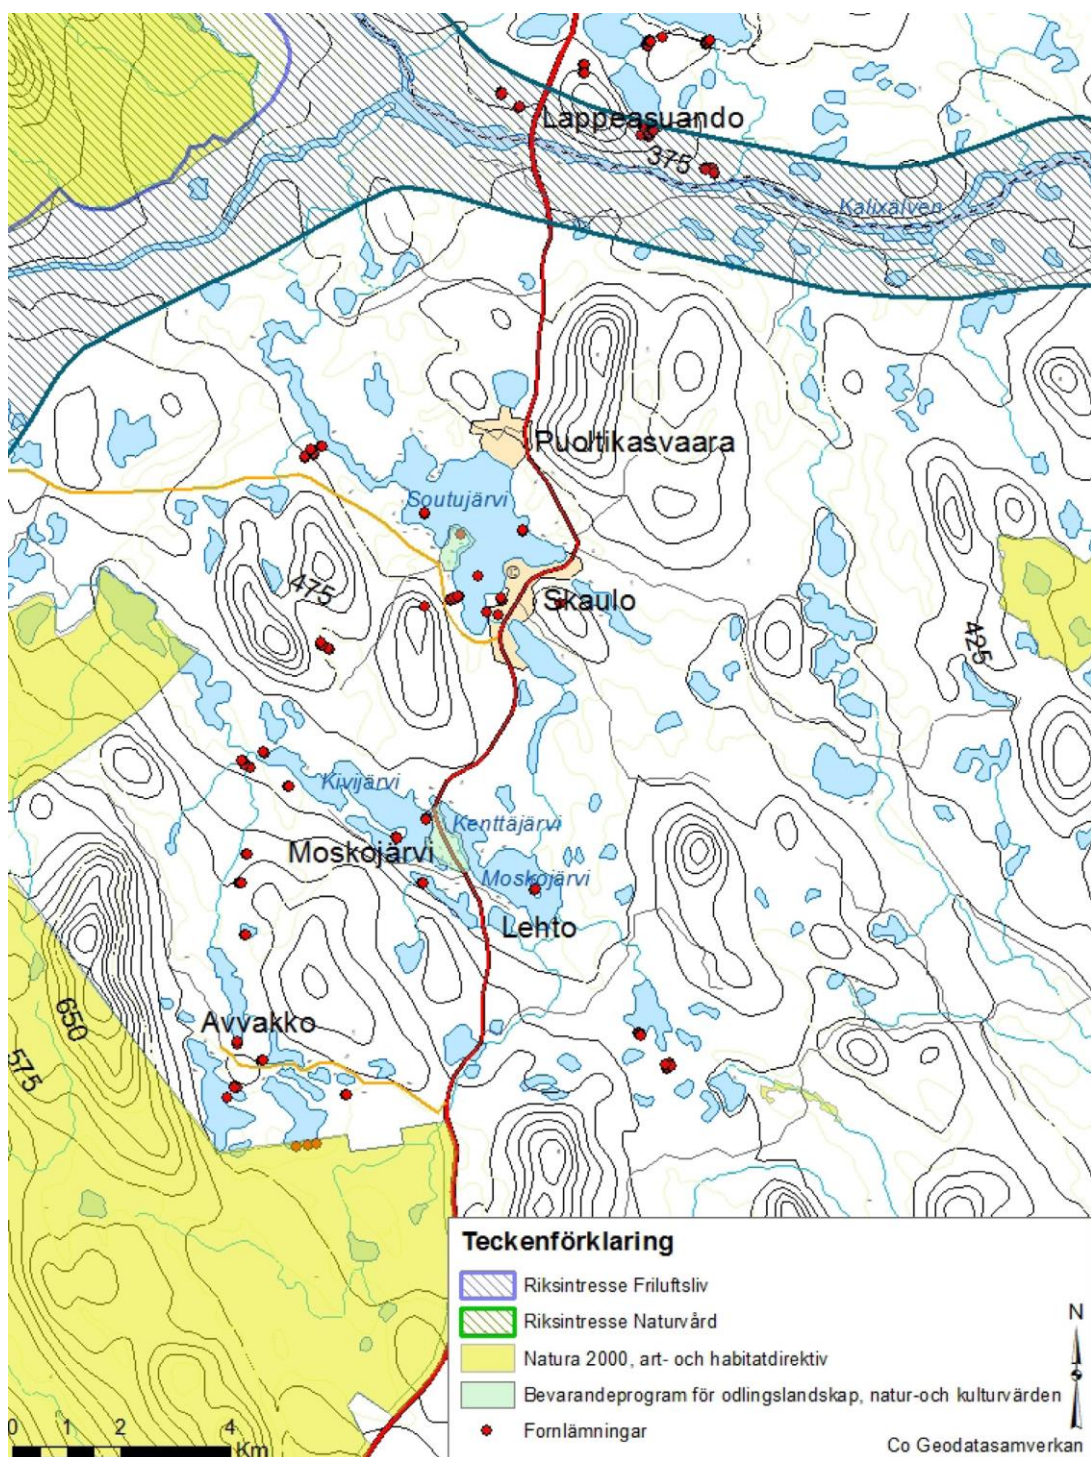 Lappeasuando
375
Kalixälven
Puoltikasvaara
Soutujärvi
475
Skaulo
425
Kivijärvi
Kenttäjärvi
Moskojärvi
Moskojärvi
Lehto
650
Avvakko
575
Teckenförklaring
Riksintresse Friluftsliv
Riksintresse Naturvård
Natura 2000, art- och habitatdirektiv
Bevarandeprogram för odlingslandskap, natur-och kulturvärden
Fornlämningar
N
0 1 2 4
Km
Co Geodatasamverkan